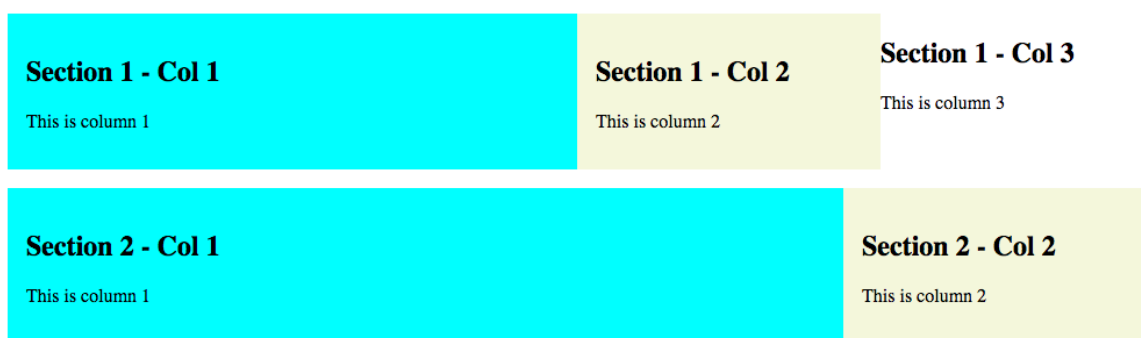 Section 1 - Col 1
This is column 1
Section 1 - Col 2
This is column 2
Section 1 - Col 3
This is column 3
Section 2 - Col 1
This is column 1
Section 2 - Col 2
This is column 2